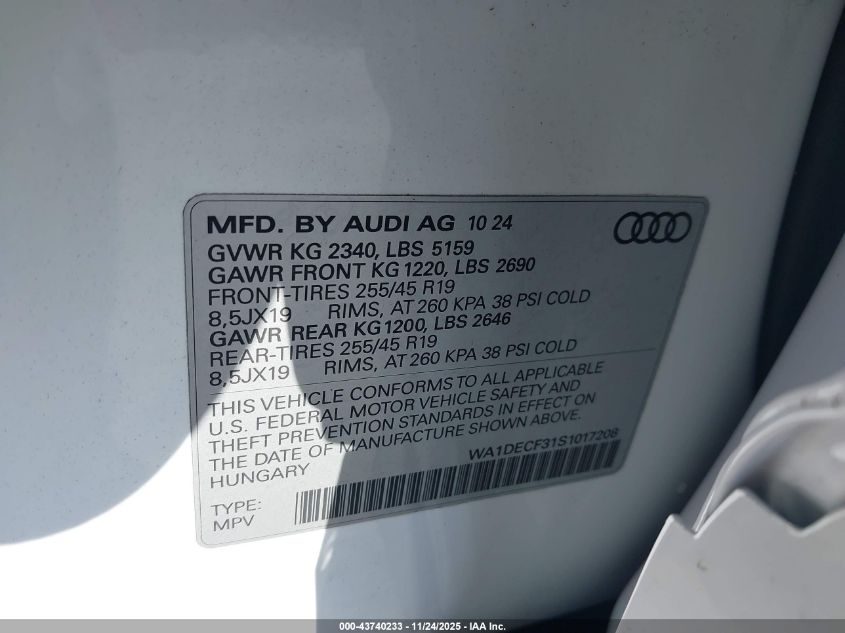 MFD. BY AUDI AG 10 24
GVWR KG 2340, LBS 5159
GAWR FRONT KG 1220, LBS 2690
FRONT-TIRES 255/45 R19
8,5JX19 RIMS, AT 260 KPA 38 PSI COLD
GAWR REAR KG 1200, LBS 2646
REAR-TIRES 255/45 R19
8,5JX19 RIMS, AT 260 KPA 38 PSI COLD
THIS VEHICLE CONFORMS TO ALL APPLICABLE
U.S. FEDERAL MOTOR VEHICLE SAFETY AND
THEFT PREVENTION STANDARDS IN EFFECT ON
THE DATE OF MANUFACTURE SHOWN ABOVE.
HUNGARY
WA1DECF31S1017208
TYPE:
MPV
000-43740233 - 11/24/2025 - IAA Inc.